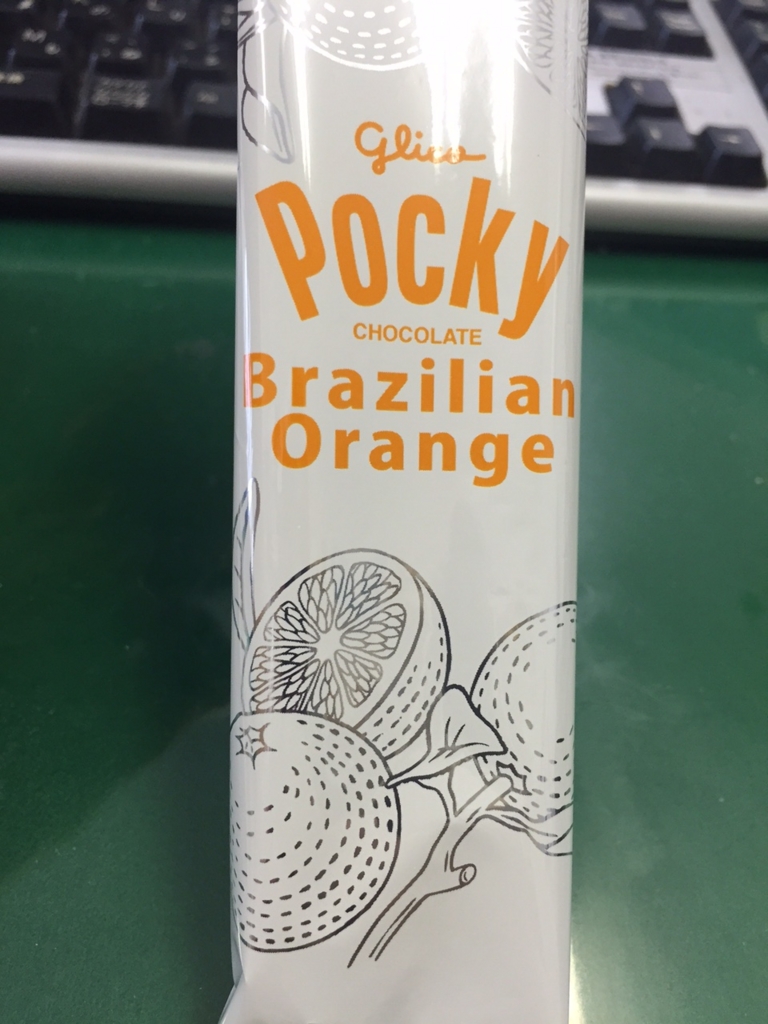 Glico
Pocky
CHOCOLATE
Brazilian
Orange